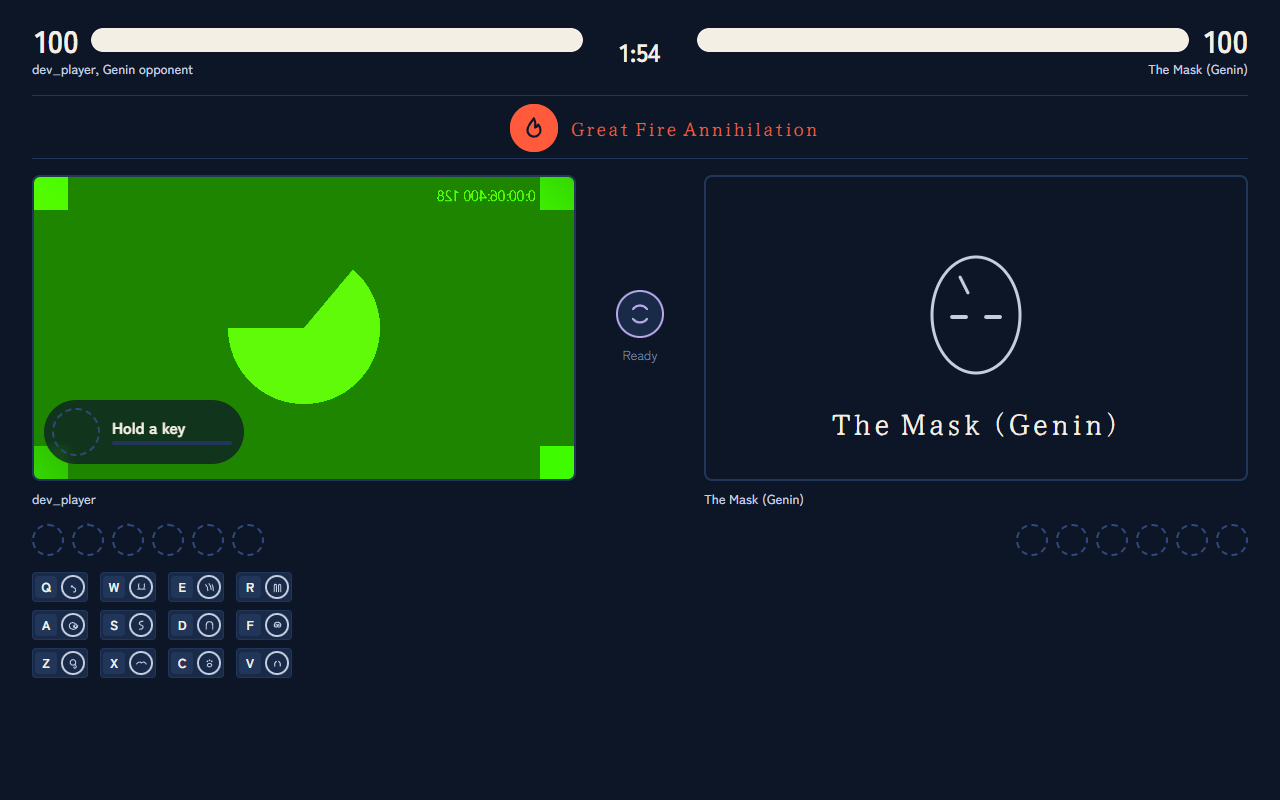 100
100
1:54
dev_player, Genin opponent
The Mask (Genin)
Great Fire Annihilation
0:00:06:400 128
Hold a key
Ready
The Mask (Genin)
dev_player
The Mask (Genin)
Q W E R
A S D F
Z X C V